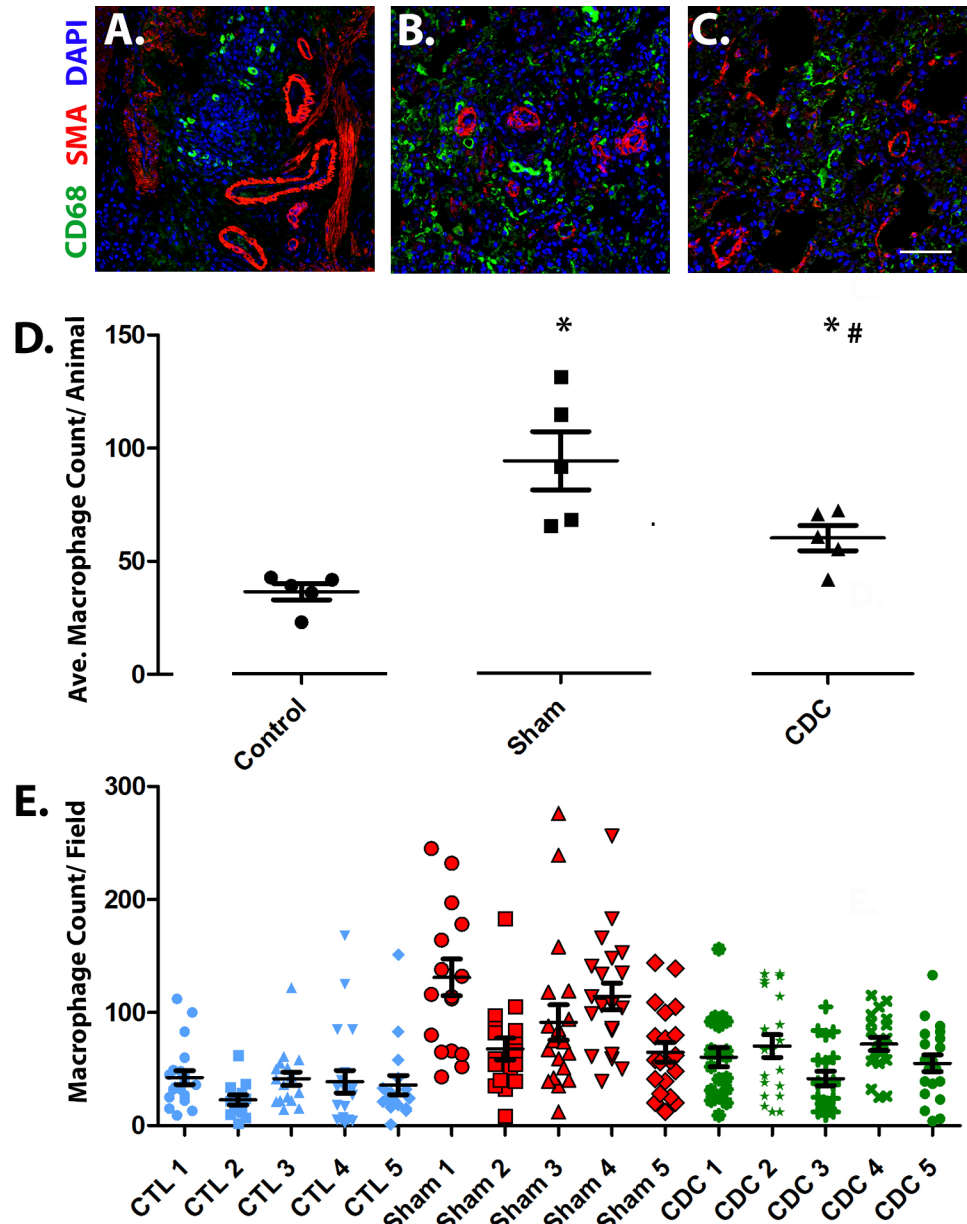 A.
B.
C.
CD68 SMA DAPI
D.
Ave. Macrophage Count/ Animal
150
100
50
0
*
* #
Control
Sham
CDC
E.
Macrophage Count/ Field
300
200
100
0
CTL 1
CTL 2
CTL 3
CTL 4
CTL 5
Sham 1
Sham 2
Sham 3
Sham 4
Sham 5
CDC 1
CDC 2
CDC 3
CDC 4
CDC 5